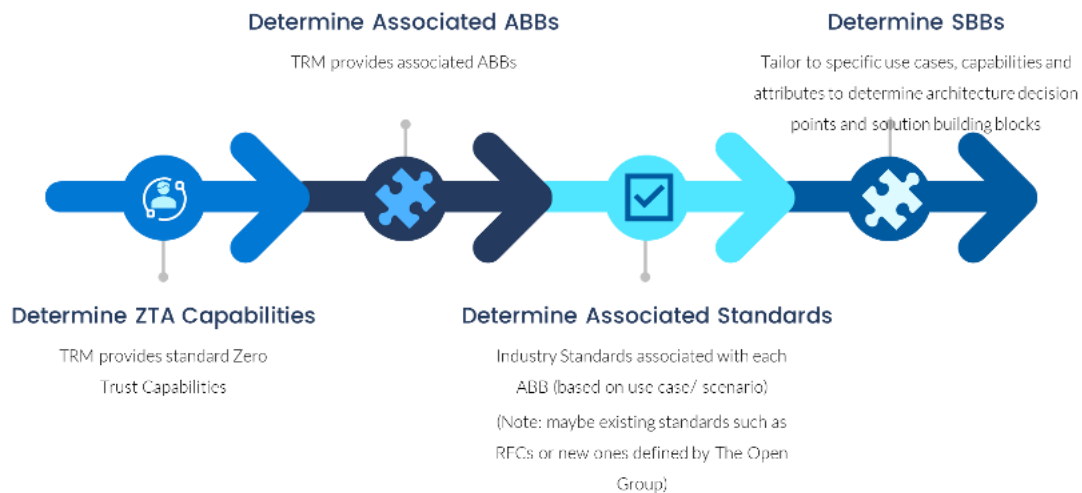 Determine Associated ABBs
TRM provides associated ABBs
Determine SBBs
Tailor to specific use cases, capabilities and
attributes to determine architecture decision
points and solution building blocks
Determine ZTA Capabilities
TRM provides standard Zero
Trust Capabilities
Determine Associated Standards
Industry Standards associated with each
ABB (based on use case/ scenario)
(Note: maybe existing standards such as
RFCs or new ones defined by The Open
Group)